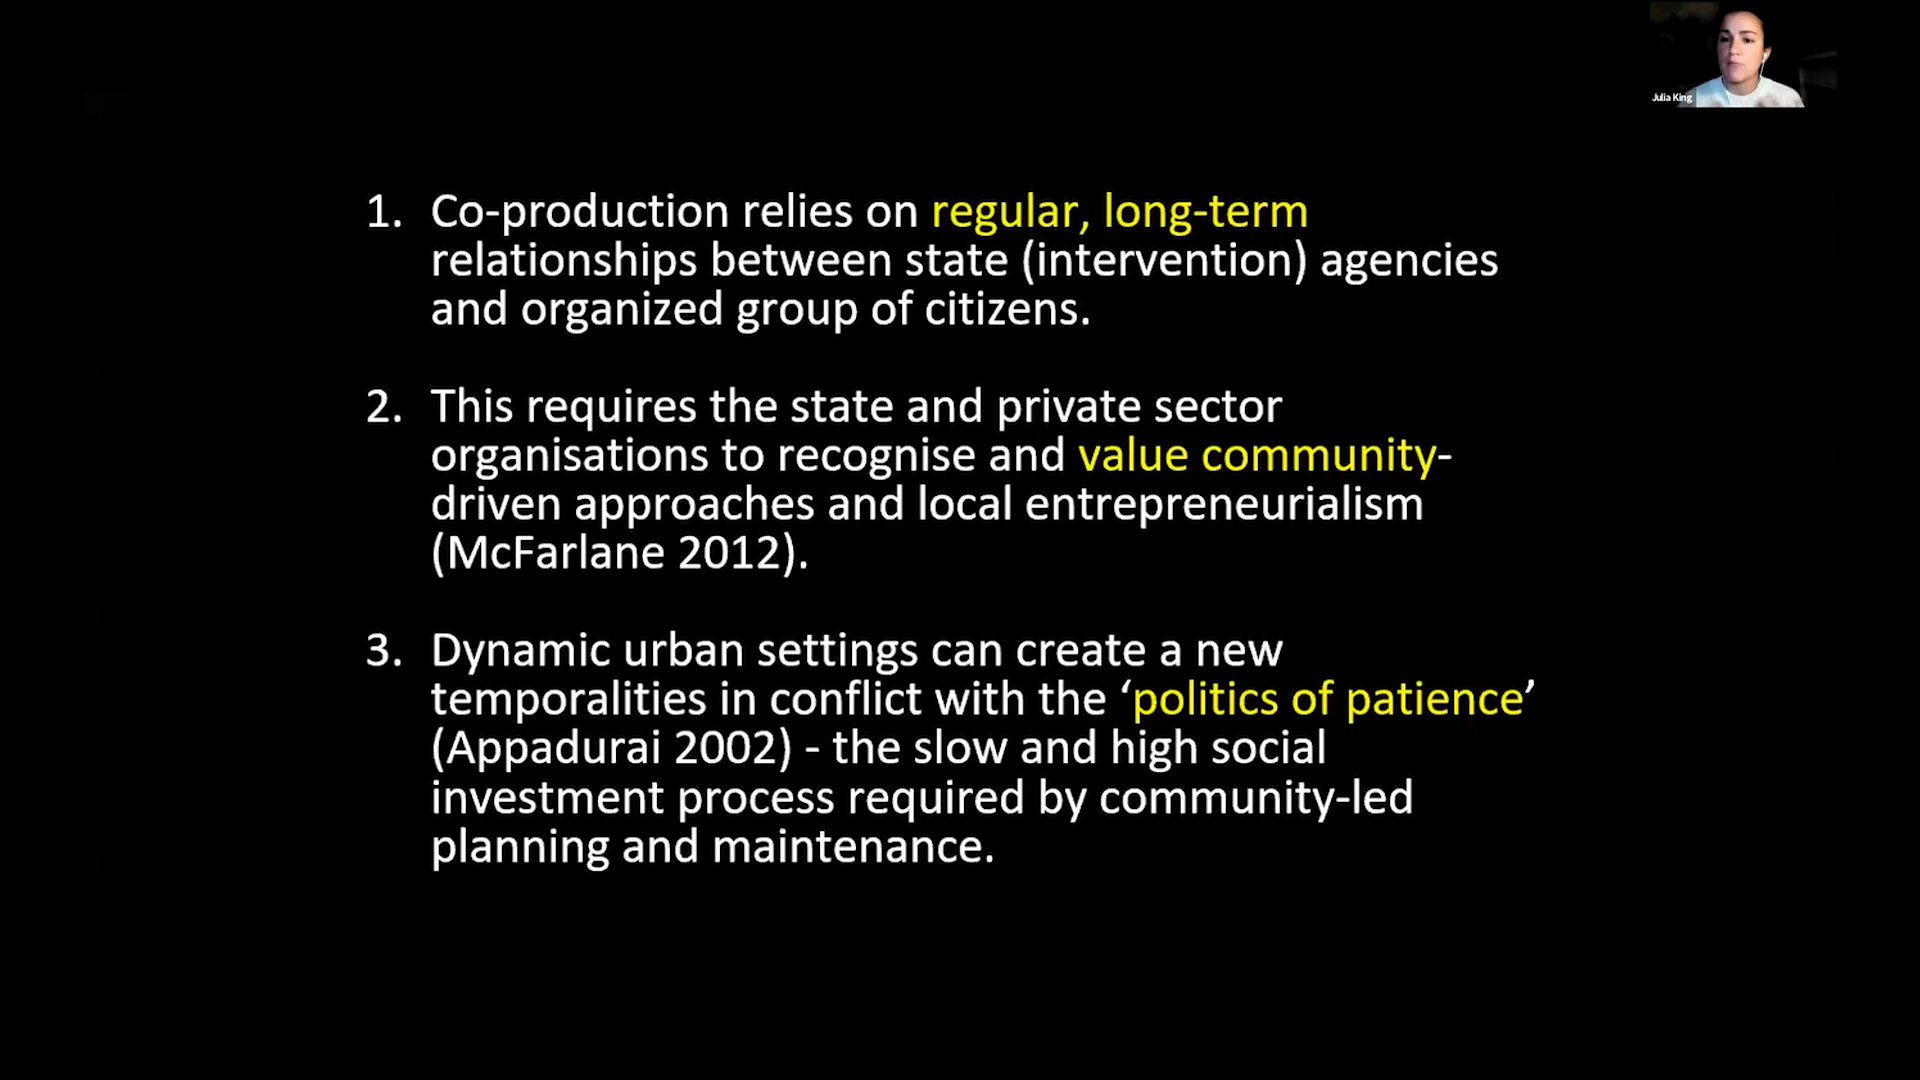 Julia King
1. Co-production relies on regular, long-term
relationships between state (intervention) agencies
and organized group of citizens.
2. This requires the state and private sector
organisations to recognise and value community-
driven approaches and local entrepreneurialism
(McFarlane 2012).
3. Dynamic urban settings can create a new
temporalities in conflict with the ‘politics of patience’
(Appadurai 2002) - the slow and high social
investment process required by community-led
planning and maintenance.